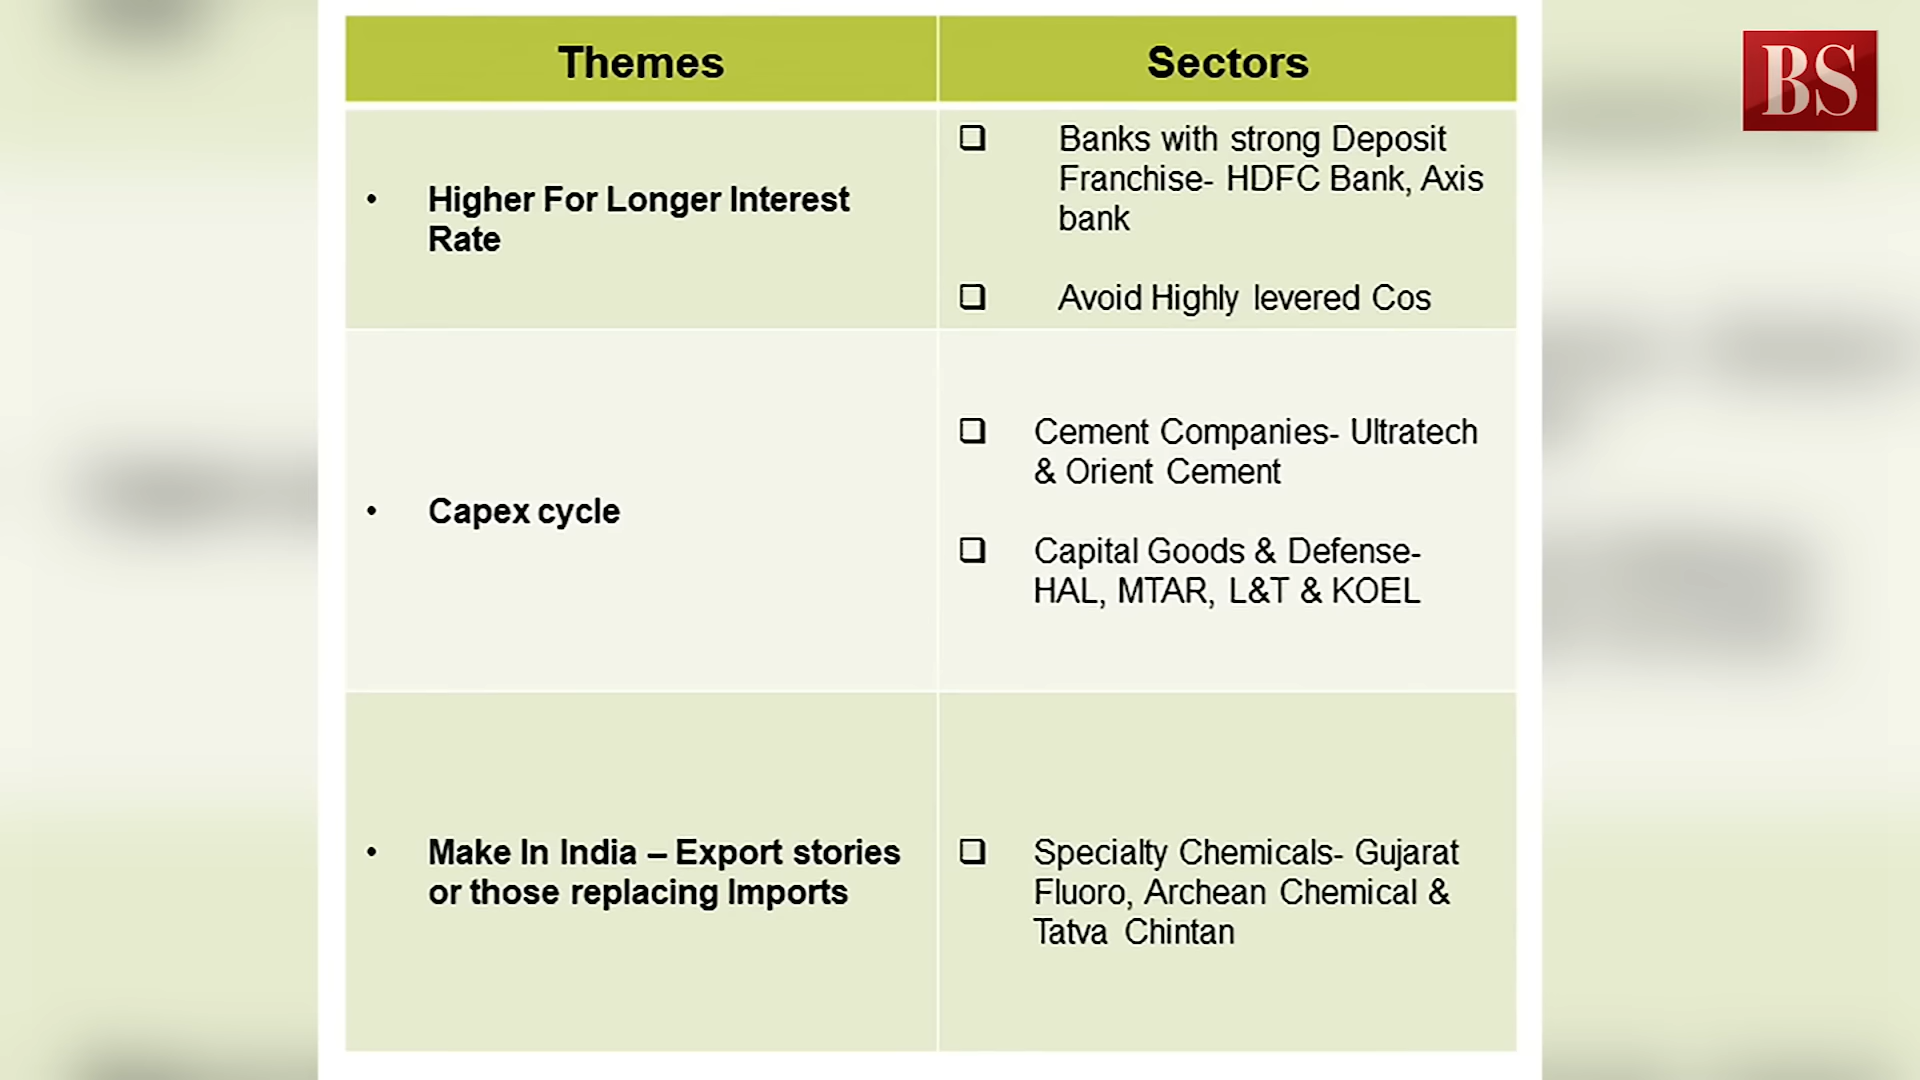 Themes
Sectors
BS
• Higher For Longer Interest
Rate
❑ Banks with strong Deposit
Franchise- HDFC Bank, Axis
bank
❑ Avoid Highly levered Cos
• Capex cycle
❑ Cement Companies- Ultratech
& Orient Cement
❑ Capital Goods & Defense-
HAL, MTAR, L&T & KOEL
• Make In India – Export stories
or those replacing Imports
❑ Specialty Chemicals- Gujarat
Fluoro, Archean Chemical &
Tatva Chintan